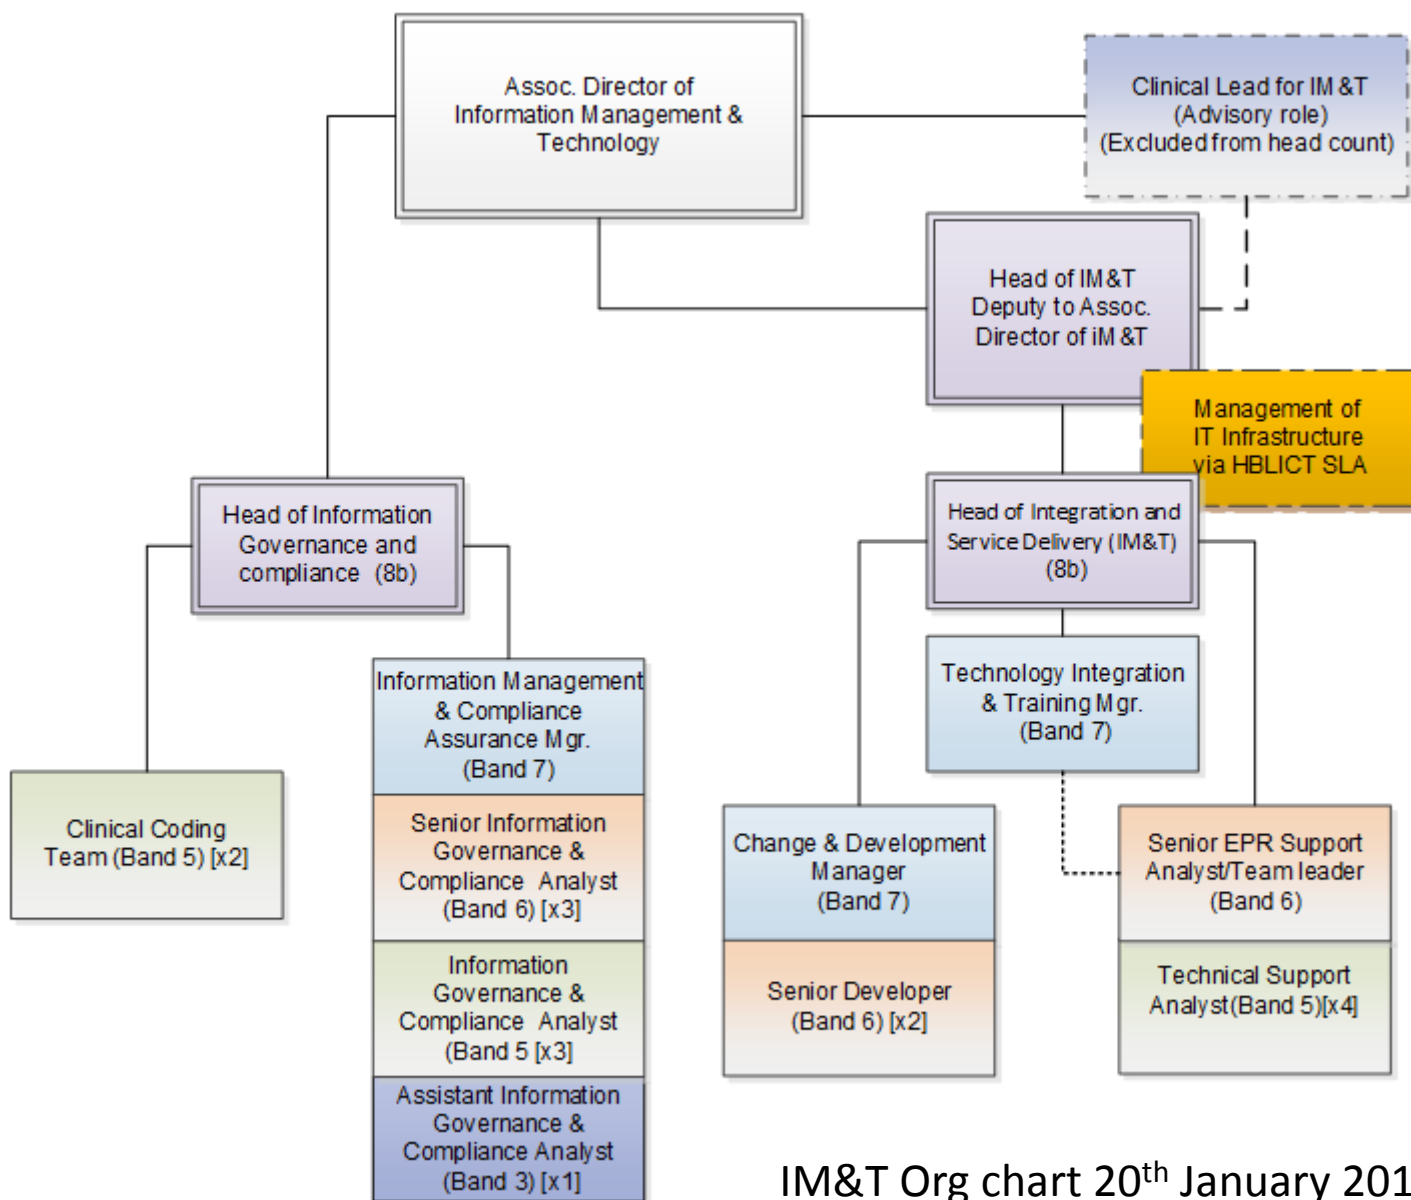 Assoc. Director of
Information Management &
Technology
Clinical Lead for IM&T
(Advisory role)
(Excluded from head count)
Head of IM&T
Deputy to Assoc.
Director of iM&T
Management of
IT Infrastructure
via HBLICT SLA
Head of Information
Governance and
compliance (8b)
Head of Integration and
Service Delivery (IM&T)
(8b)
Information Management
& Compliance
Assurance Mgr.
(Band 7)
Technology Integration
& Training Mgr.
(Band 7)
Clinical Coding
Team (Band 5) [x2]
Senior Information
Governance &
Compliance Analyst
(Band 6) [x3]
Change & Development
Manager
(Band 7)
Senior EPR Support
Analyst/Team leader
(Band 6)
Information
Governance &
Compliance Analyst
(Band 5 [x3]
Senior Developer
(Band 6) [x2]
Technical Support
Analyst(Band 5)[x4]
Assistant Information
Governance &
Compliance Analyst
(Band 3) [x1]
IM&T Org chart 20th January 201